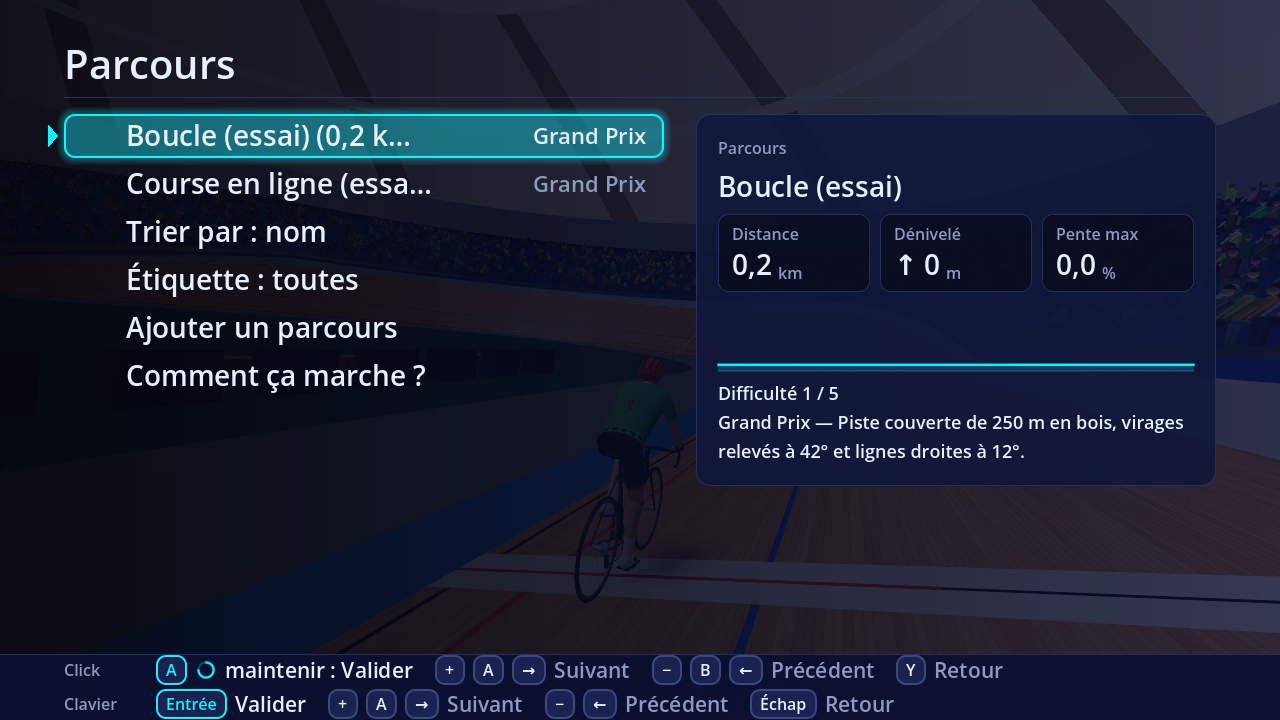 Parcours
Boucle (essai) (0,2 k... Grand Prix
Course en ligne (essa... Grand Prix
Trier par : nom
Étiquette : toutes
Ajouter un parcours
Comment ça marche ?
Parcours
Boucle (essai)
Distance Dénivelé Pente max
0,2 km ↑ 0 m 0,0 %
Difficulté 1 / 5
Grand Prix — Piste couverte de 250 m en bois, virages
relevés à 42° et lignes droites à 12°.
Click A maintenir : Valider + A → Suivant − B ← Précédent Y Retour
Clavier Entrée Valider + A → Suivant − ← Précédent Échap Retour